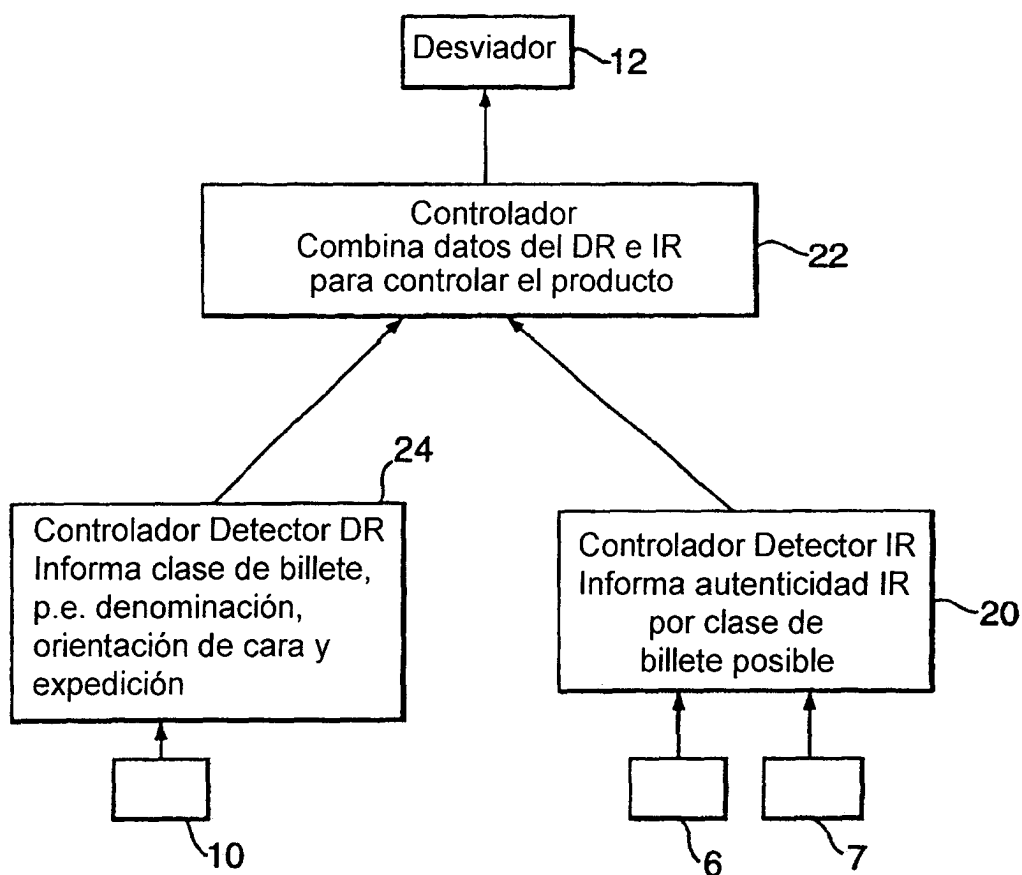 Desviador
12
Controlador
Combina datos del DR e IR
para controlar el producto
22
24
Controlador Detector DR
Informa clase de billete,
p.e. denominación,
orientación de cara y
expedición
Controlador Detector IR
Informa autenticidad IR
por clase de
billete posible
20
10
6
7